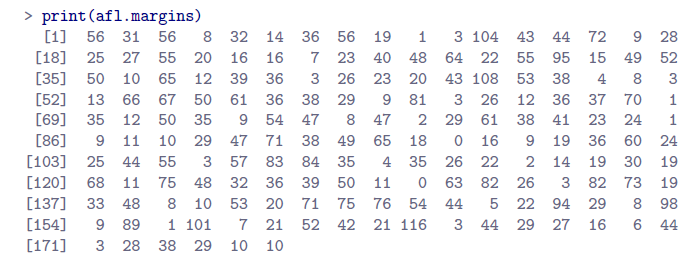 > print(afl.margins)
[1] 56 31 56 8 32 14 36 56 19 1 3 104 43 44 72 9 28
[18] 25 27 55 20 16 16 7 23 40 48 64 22 55 95 15 49 52
[35] 50 10 65 12 39 36 3 26 23 20 43 108 53 38 4 8 3
[52] 13 66 67 50 61 36 38 29 9 81 3 26 12 36 37 70 1
[69] 35 12 50 35 9 54 47 8 47 2 29 61 38 41 23 24 1
[86] 9 11 10 29 47 71 38 49 65 18 0 16 9 19 36 60 24
[103] 25 44 55 3 57 83 84 35 4 35 26 22 2 14 19 30 19
[120] 68 11 75 48 32 36 39 50 11 0 63 82 26 3 82 73 19
[137] 33 48 8 10 53 20 71 75 76 54 44 5 22 94 29 8 98
[154] 9 89 1 101 7 21 52 42 21 116 3 44 29 27 16 6 44
[171] 3 28 38 29 10 10